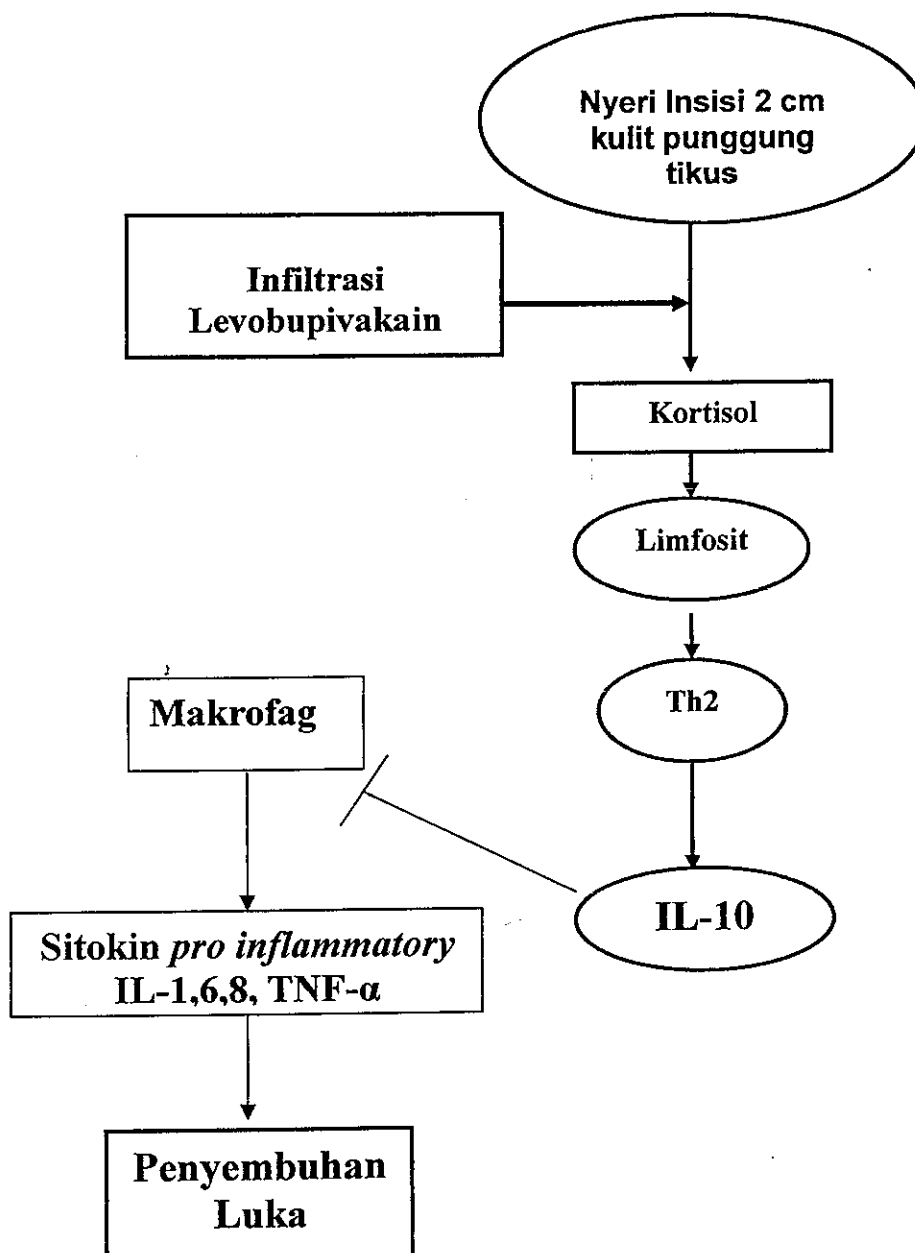 Nyeri Insisi 2 cm
kulit punggung
tikus
Infiltrasi
Levobupivakain
Kortisol
Limfosit
Th2
Makrofag
IL-10
Sitokin pro inflammatory
IL-1,6,8, TNF-α
Penyembuhan
Luka